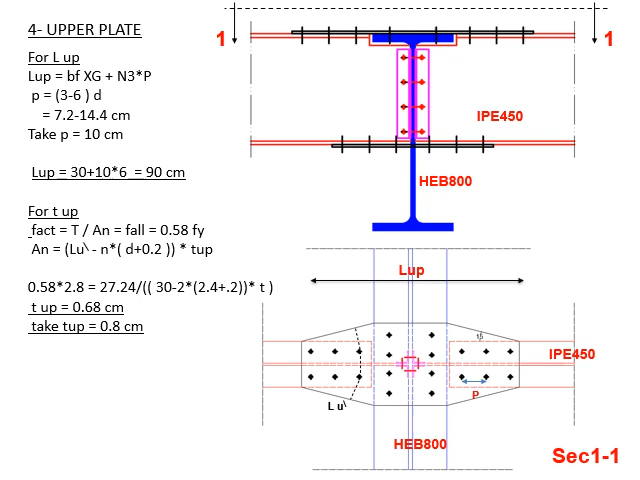 4- UPPER PLATE
For L up
Lup = bf XG + N3*P
p = (3-6 ) d
= 7.2-14.4 cm
Take p = 10 cm
Lup = 30+10*6 = 90 cm
For t up
fact = T / An = fall = 0.58 fy
An = (Lu\ - n*( d+0.2 )) * tup
0.58*2.8 = 27.24/(( 30-2*(2.4+.2))* t )
t up = 0.68 cm
take tup = 0.8 cm
1
1
IPE450
HEB800
Lup
IPE450
P
L u\
HEB800
Sec1-1